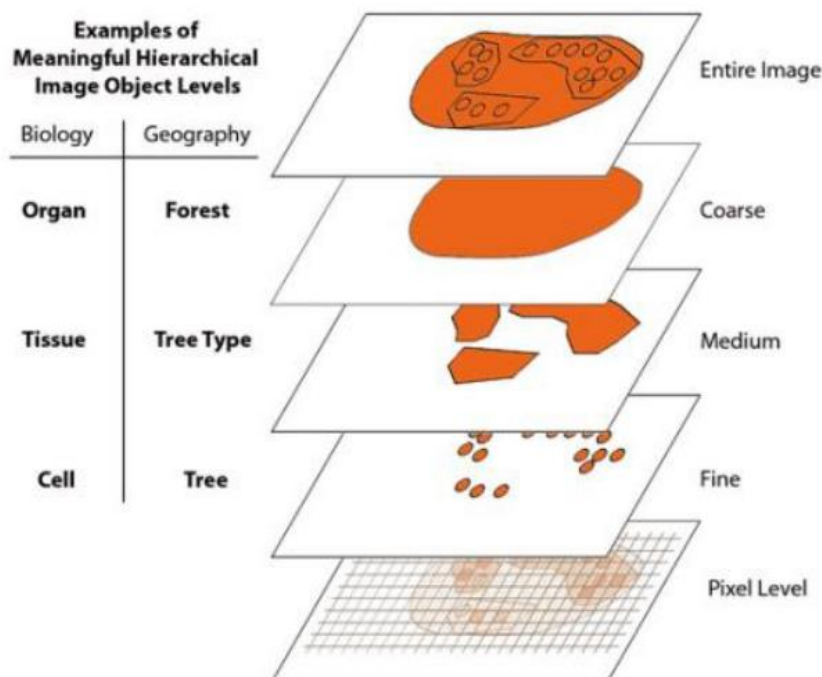 Examples of
Meaningful Hierarchical
Image Object Levels
Biology Geography
Organ Forest
Tissue Tree Type
Cell Tree
Entire Image
Coarse
Medium
Fine
Pixel Level